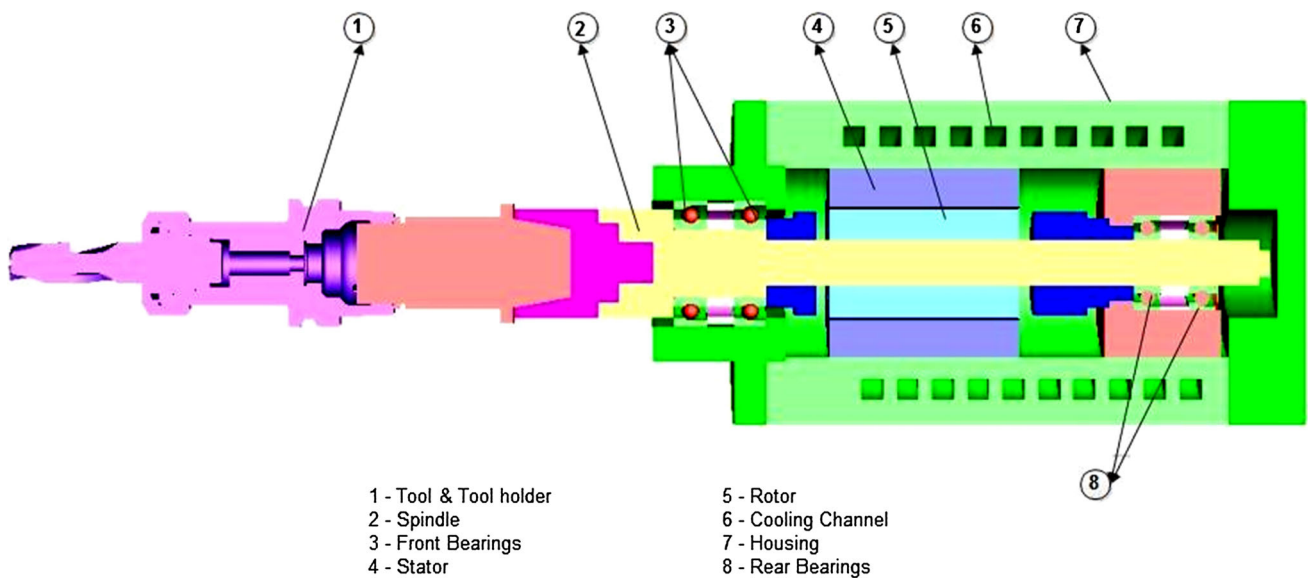 1 2 3 4 5 6 7
8
1 - Tool & Tool holder
2 - Spindle
3 - Front Bearings
4 - Stator
5 - Rotor
6 - Cooling Channel
7 - Housing
8 - Rear Bearings